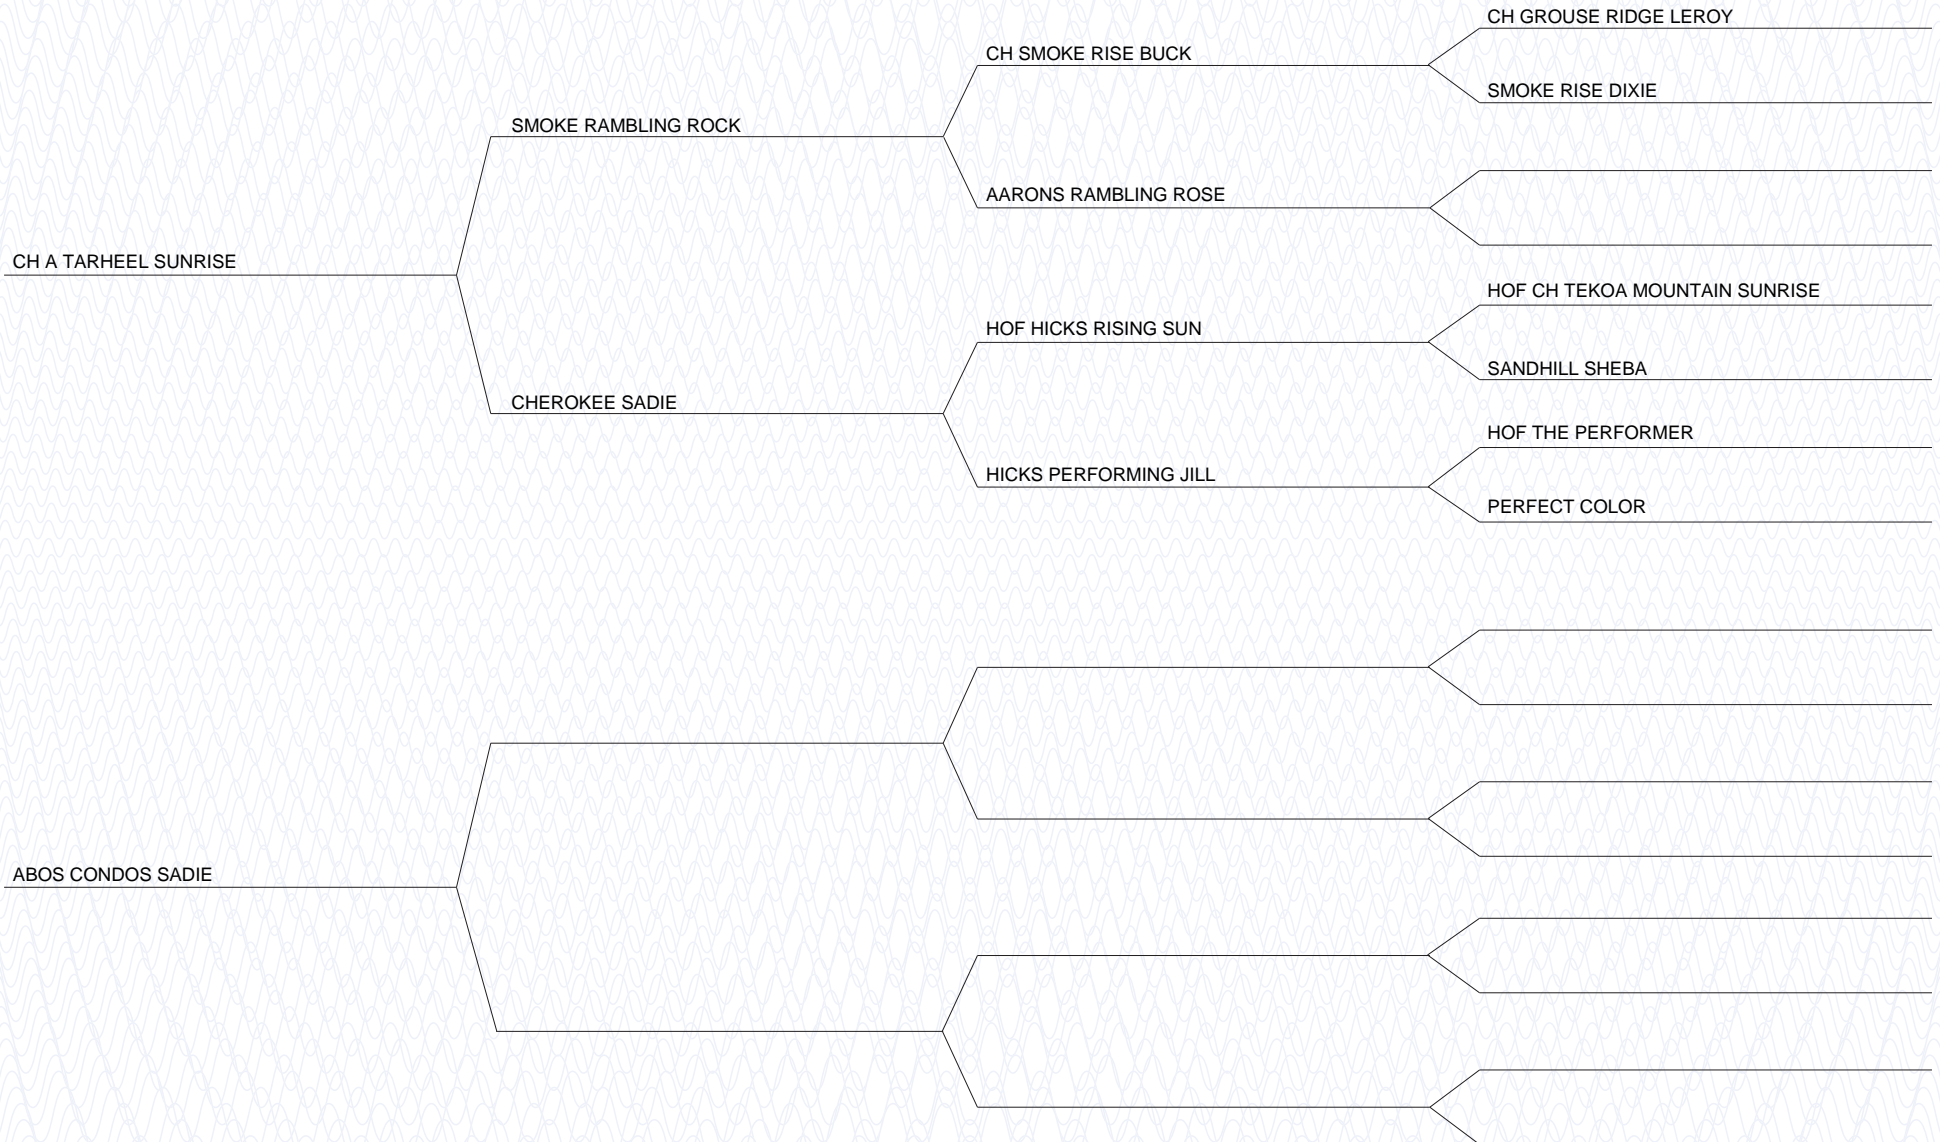 CH GROUSE RIDGE LEROY
CH SMOKE RISE BUCK
SMOKE RISE DIXIE
SMOKE RAMBLING ROCK
AARONS RAMBLING ROSE
CH A TARHEEL SUNRISE
HOF CH TEKOA MOUNTAIN SUNRISE
HOF HICKS RISING SUN
SANDHILL SHEBA
CHEROKEE SADIE
HOF THE PERFORMER
HICKS PERFORMING JILL
PERFECT COLOR
ABOS CONDOS SADIE